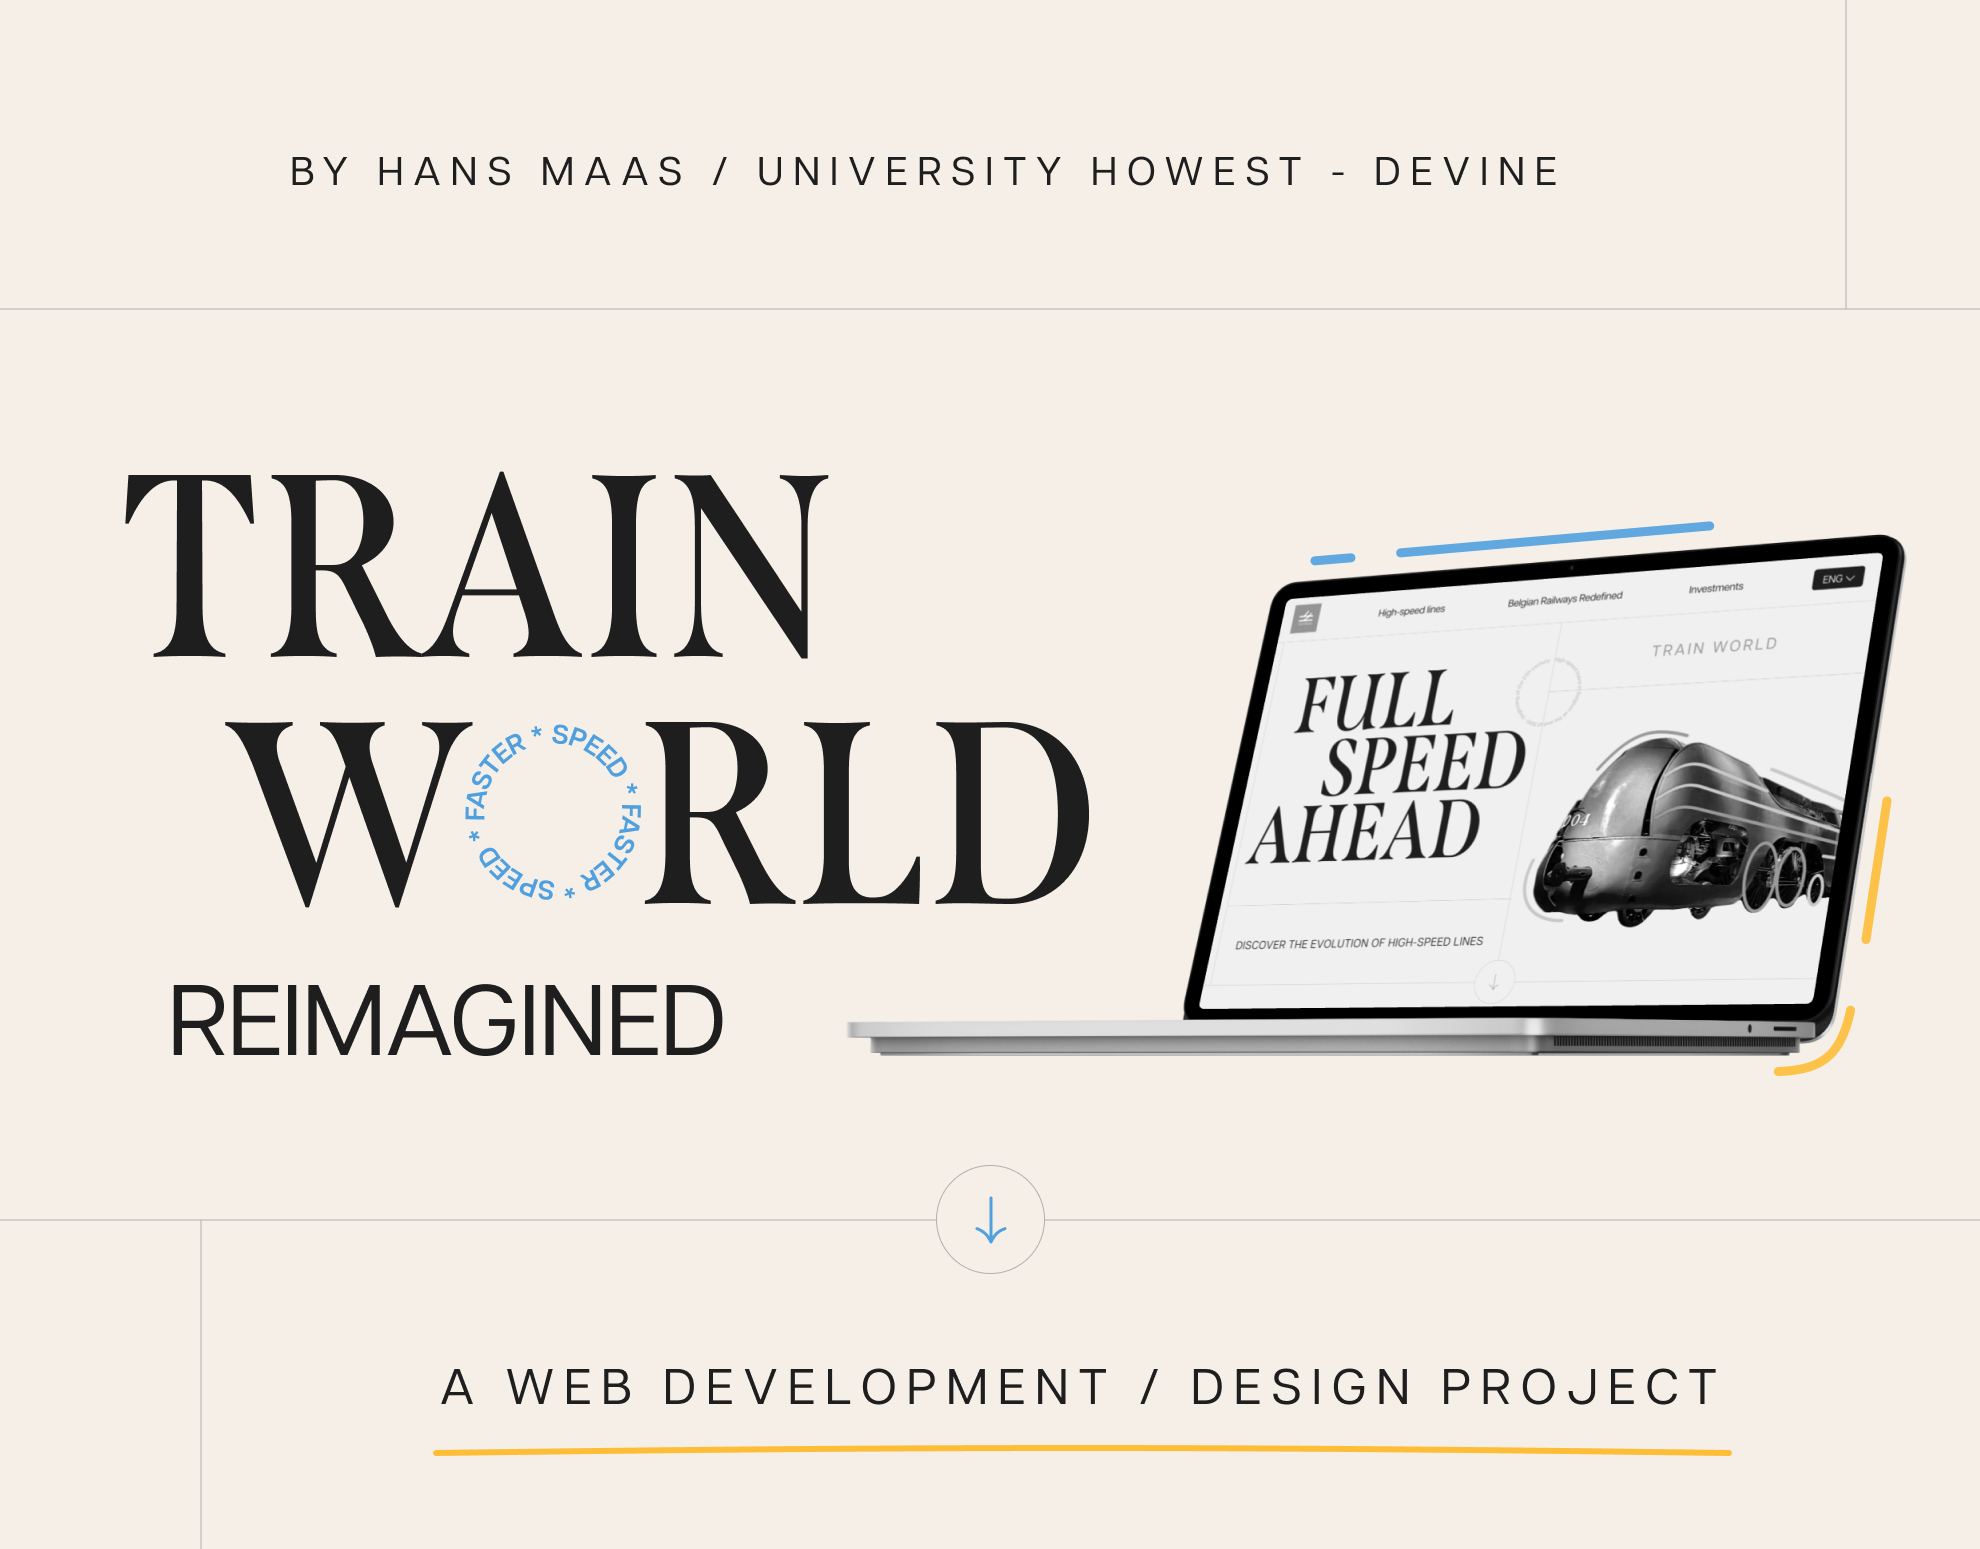 BY HANS MAAS / UNIVERSITY HOWEST - DEVINE
TRAIN
W RLD
* SPEED * FASTER * SPEED * FASTER
REIMAGINED
High-speed lines
Belgian Railways Redefined
Investments
ENG
TRAIN WORLD
FULL
SPEED
AHEAD
DISCOVER THE EVOLUTION OF HIGH-SPEED LINES
A WEB DEVELOPMENT / DESIGN PROJECT